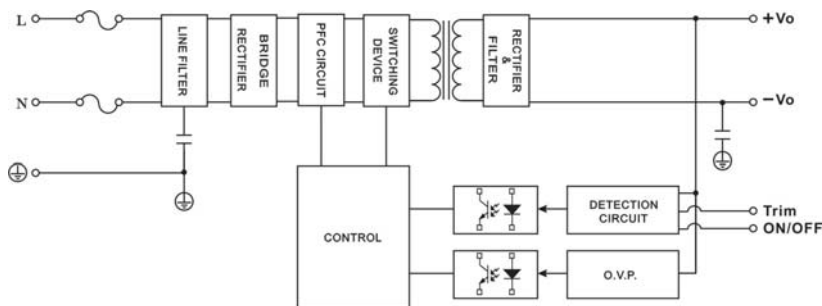 L
+Vo
LINE FILTER
BRIDGE
RECTIFIER
PFC CIRCUIT
SWITCHING
DEVICE
RECTIFIER
&
FILTER
N
−Vo
CONTROL
DETECTION
CIRCUIT
Trim
ON/OFF
O.V.P.